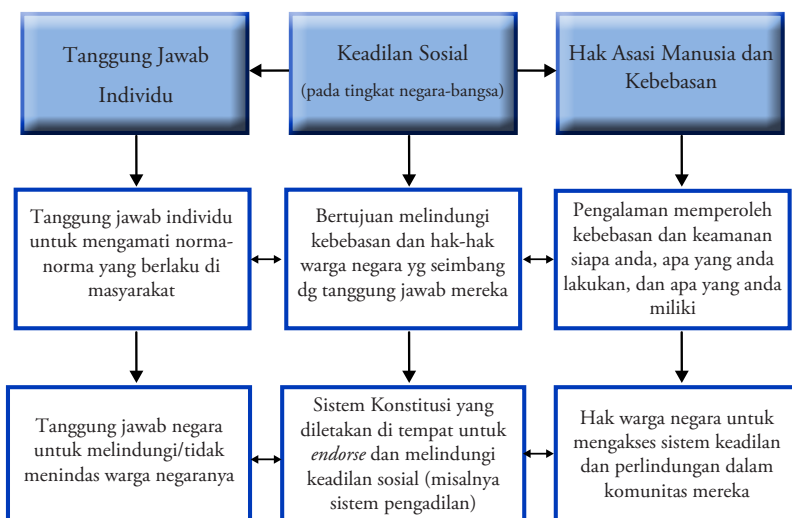 Tanggung Jawab
Individu
Keadilan Sosial
(pada tingkat negara-bangsa)
Hak Asasi Manusia dan
Kebebasan
Tanggung jawab individu
untuk mengamati norma-
norma yang berlaku di
masyarakat
Bertujuan melindungi
kebebasan dan hak-hak
warga negara yg seimbang
dg tanggung jawab mereka
Pengalaman memperoleh
kebebasan dan keamanan
siapa anda, apa yang anda
lakukan, dan apa yang anda
miliki
Tanggung jawab negara
untuk melindungi/tidak
menindas warga negaranya
Sistem Konstitusi yang
diletakan di tempat untuk
endorse dan melindungi
keadilan sosial (misalnya
sistem pengadilan)
Hak warga negara untuk
mengakses sistem keadilan
dan perlindungan dalam
komunitas mereka